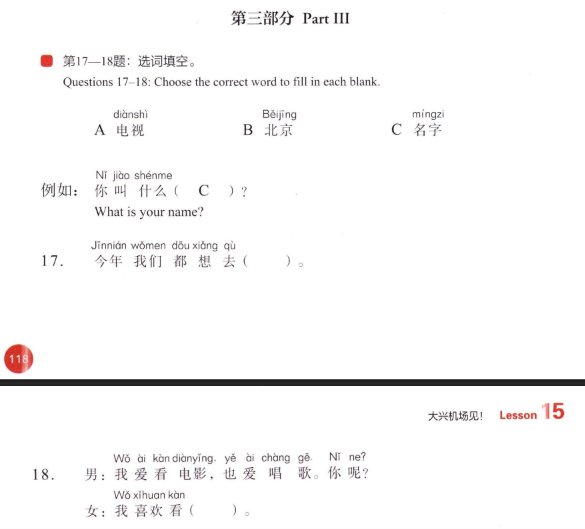 第三部分 Part III
第17—18题：选词填空。
Questions 17–18: Choose the correct word to fill in each blank.
diànshì Běijīng míngzi
A 电视 B 北京 C 名字
Nǐ jiào shénme
例如： 你 叫 什么（ C ）？
What is your name?
Jīnnián wǒmen dōu xiǎng qù
17. 今年 我们 都 想 去（ ）。
118
大兴机场见！ Lesson 15
Wǒ ài kàn diànyǐng, yě ài chàng gē. Nǐ ne?
18. 男：我 爱 看 电影，也 爱 唱 歌。你 呢？
Wǒ xǐhuan kàn
女：我 喜欢 看（ ）。